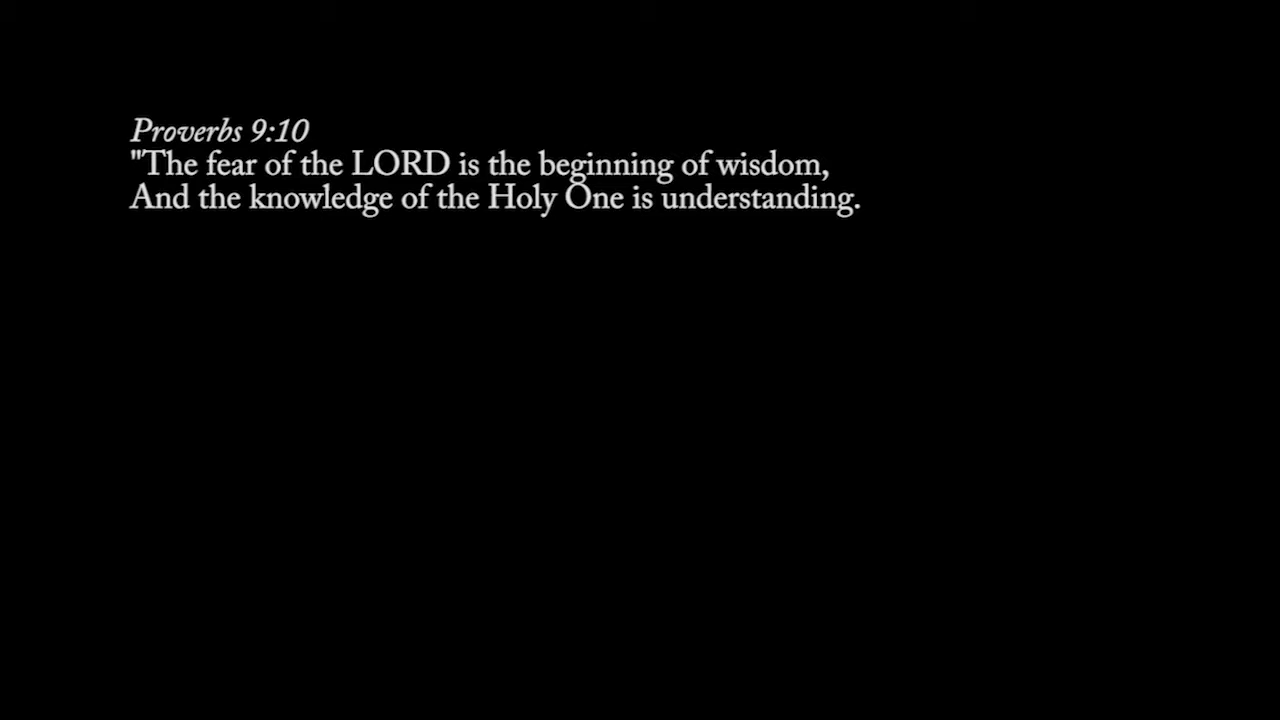 Proverbs 9:10
"The fear of the LORD is the beginning of wisdom,
And the knowledge of the Holy One is understanding.